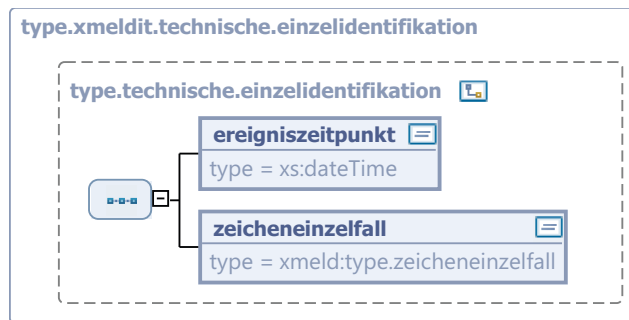 type.xmeldit.technische.einzelidentifikation
type.technische.einzelidentifikation
ereigniszeitpunkt
type = xs:dateTime
zeicheneinzelfall
type = xmeld:type.zeicheneinzelfall